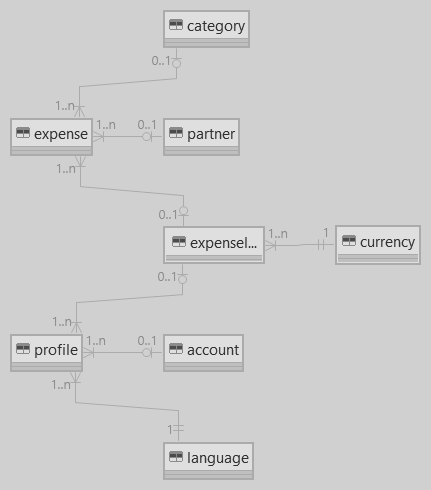 category
0..1
1..n
expense
1..n
0..1
partner
1..n
0..1
expensel...
1..n
1
currency
0..1
1..n
profile
1..n
0..1
account
1..n
1
language